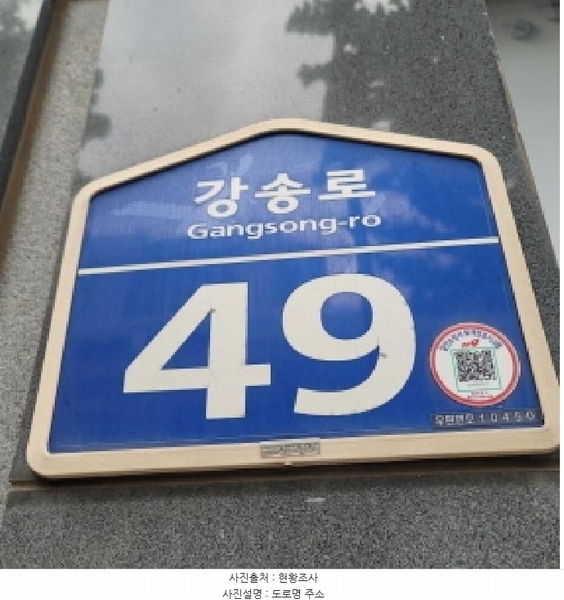 강송로
Gangsong-ro
49
우편번호 10450
사진출처 : 현황조사
사진설명 : 도로명 주소